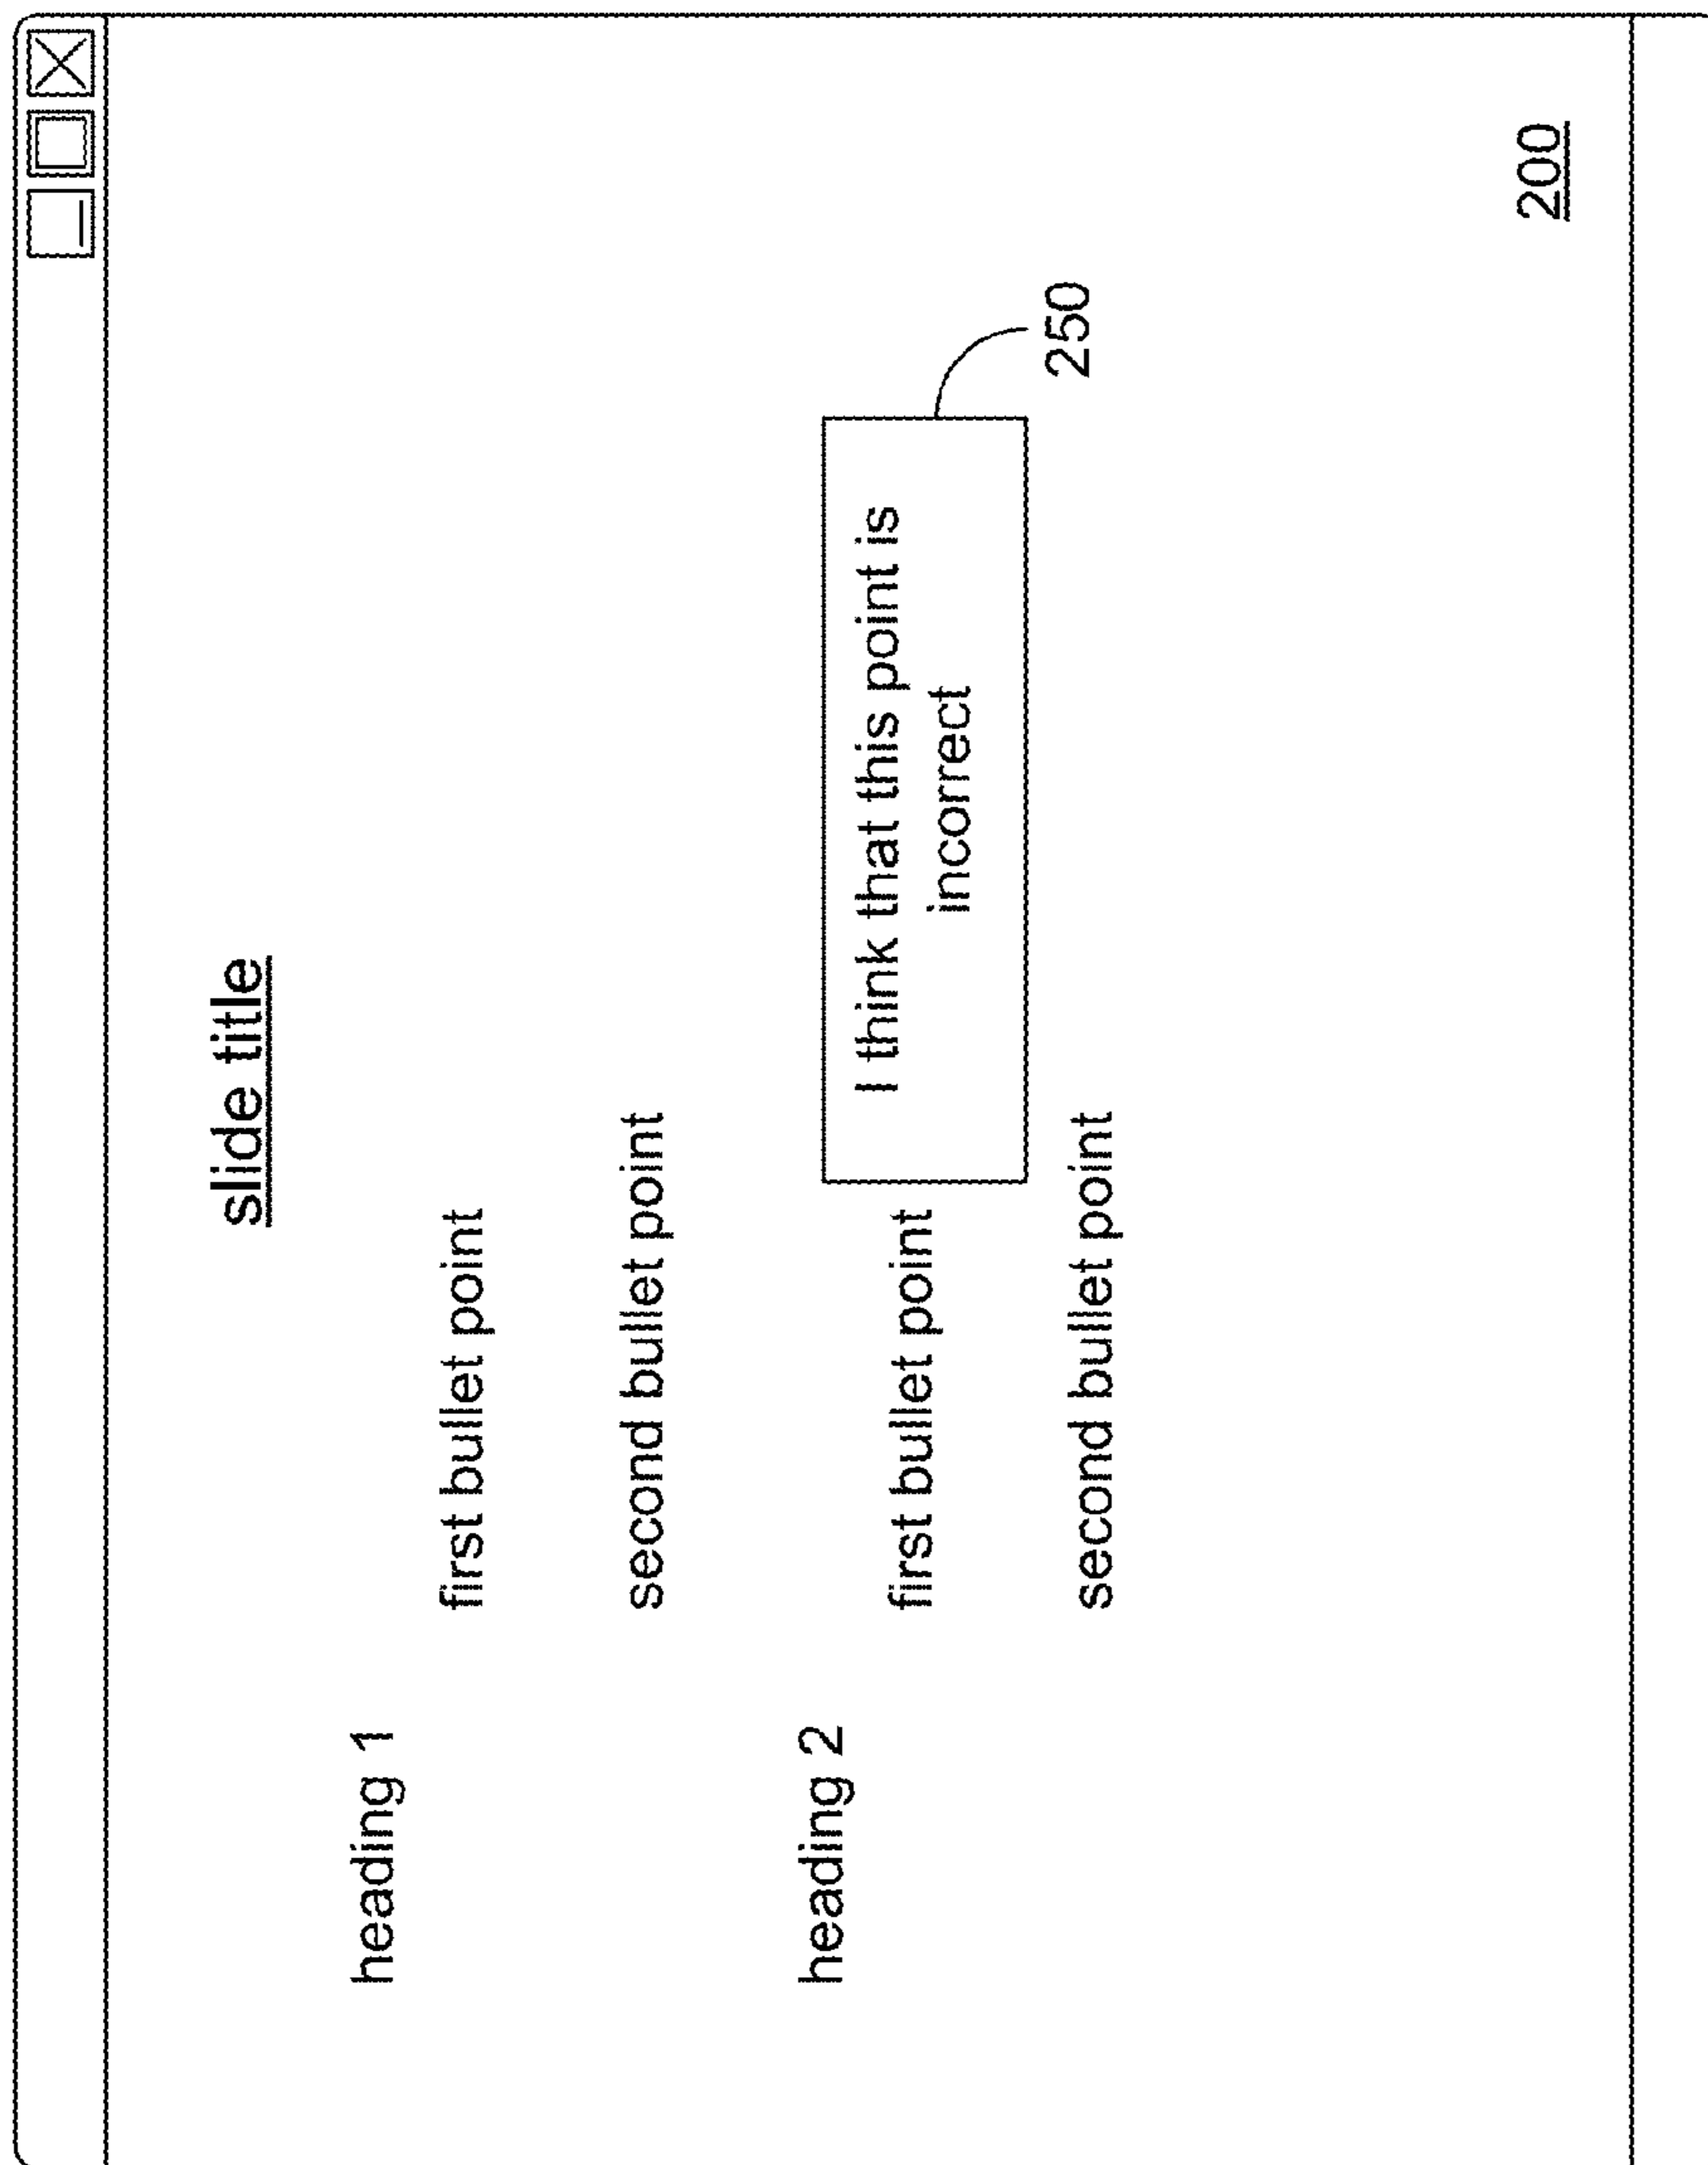 slide title
heading 1
first bullet point
second bullet point
heading 2
first bullet point
I think that this point is
incorrect
250
second bullet point
200